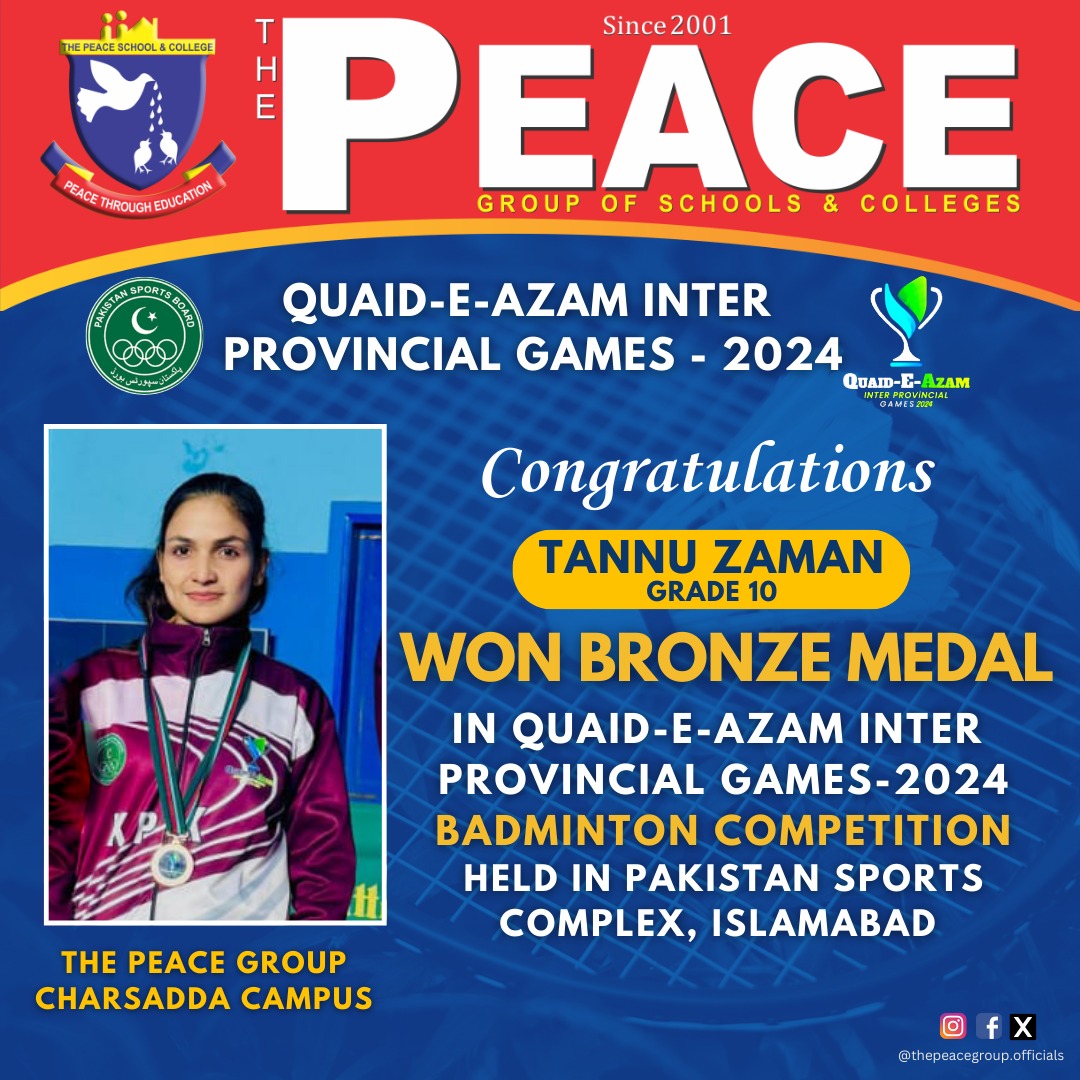 THE PEACE SCHOOL & COLLEGE
PEACE THROUGH EDUCATION
THE
Since 2001
PEACE
GROUP OF SCHOOLS & COLLEGES
PAKISTAN SPORTS BOARD
پاکستان سپورٹس بورڈ
QUAID-E-AZAM INTER
PROVINCIAL GAMES - 2024
QUAID-E-AZAM
INTER PROVINCIAL
GAMES 2024
Congratulations
TANNU ZAMAN
GRADE 10
WON BRONZE MEDAL
IN QUAID-E-AZAM INTER
PROVINCIAL GAMES-2024
BADMINTON COMPETITION
HELD IN PAKISTAN SPORTS
COMPLEX, ISLAMABAD
THE PEACE GROUP
CHARSADDA CAMPUS
@thepeacegroup.officials